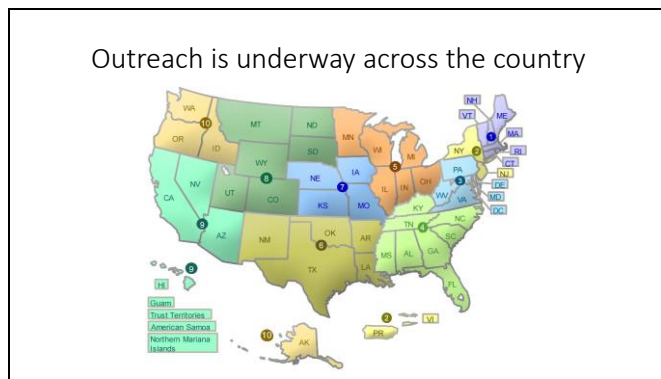 Outreach is underway across the country
NH
VT
ME
WA
MT
ND
MN
1
MA
10
OR
ID
WI
MI
NY
2
RI
SD
5
CT
WY
PA
NJ
8
IA
3
DE
NE
NV
7
IL
IN
OH
WV
MD
UT
CO
VA
DC
CA
KS
MO
KY
NC
TN
4
9
AZ
OK
AR
SC
NM
6
MS
AL
GA
TX
LA
9
FL
HI
Guam
2
VI
Trust Territories
10
PR
American Samoa
AK
Northern Mariana
Islands